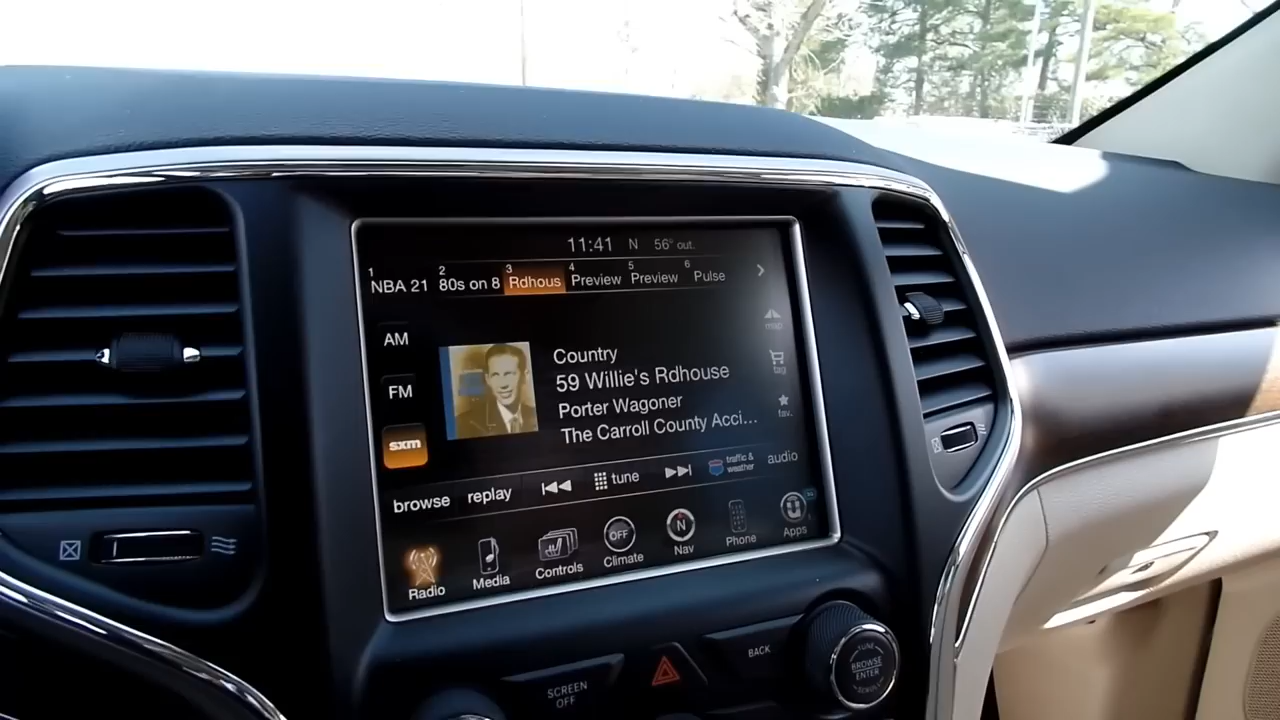 11:41 N 56° out.
1 2 3 4 5 6
NBA 21 80s on 8 Rdhous Preview Preview Pulse
AM
FM
sxm
Country
59 Willie's Rdhouse
Porter Wagoner
The Carroll County Acci...
map
tag
fav.
browse replay tune traffic & weather audio
Radio Media Controls OFF Climate N Nav Phone Apps
SCREEN OFF
BACK
TUNE
BROWSE
ENTER
SCROLL